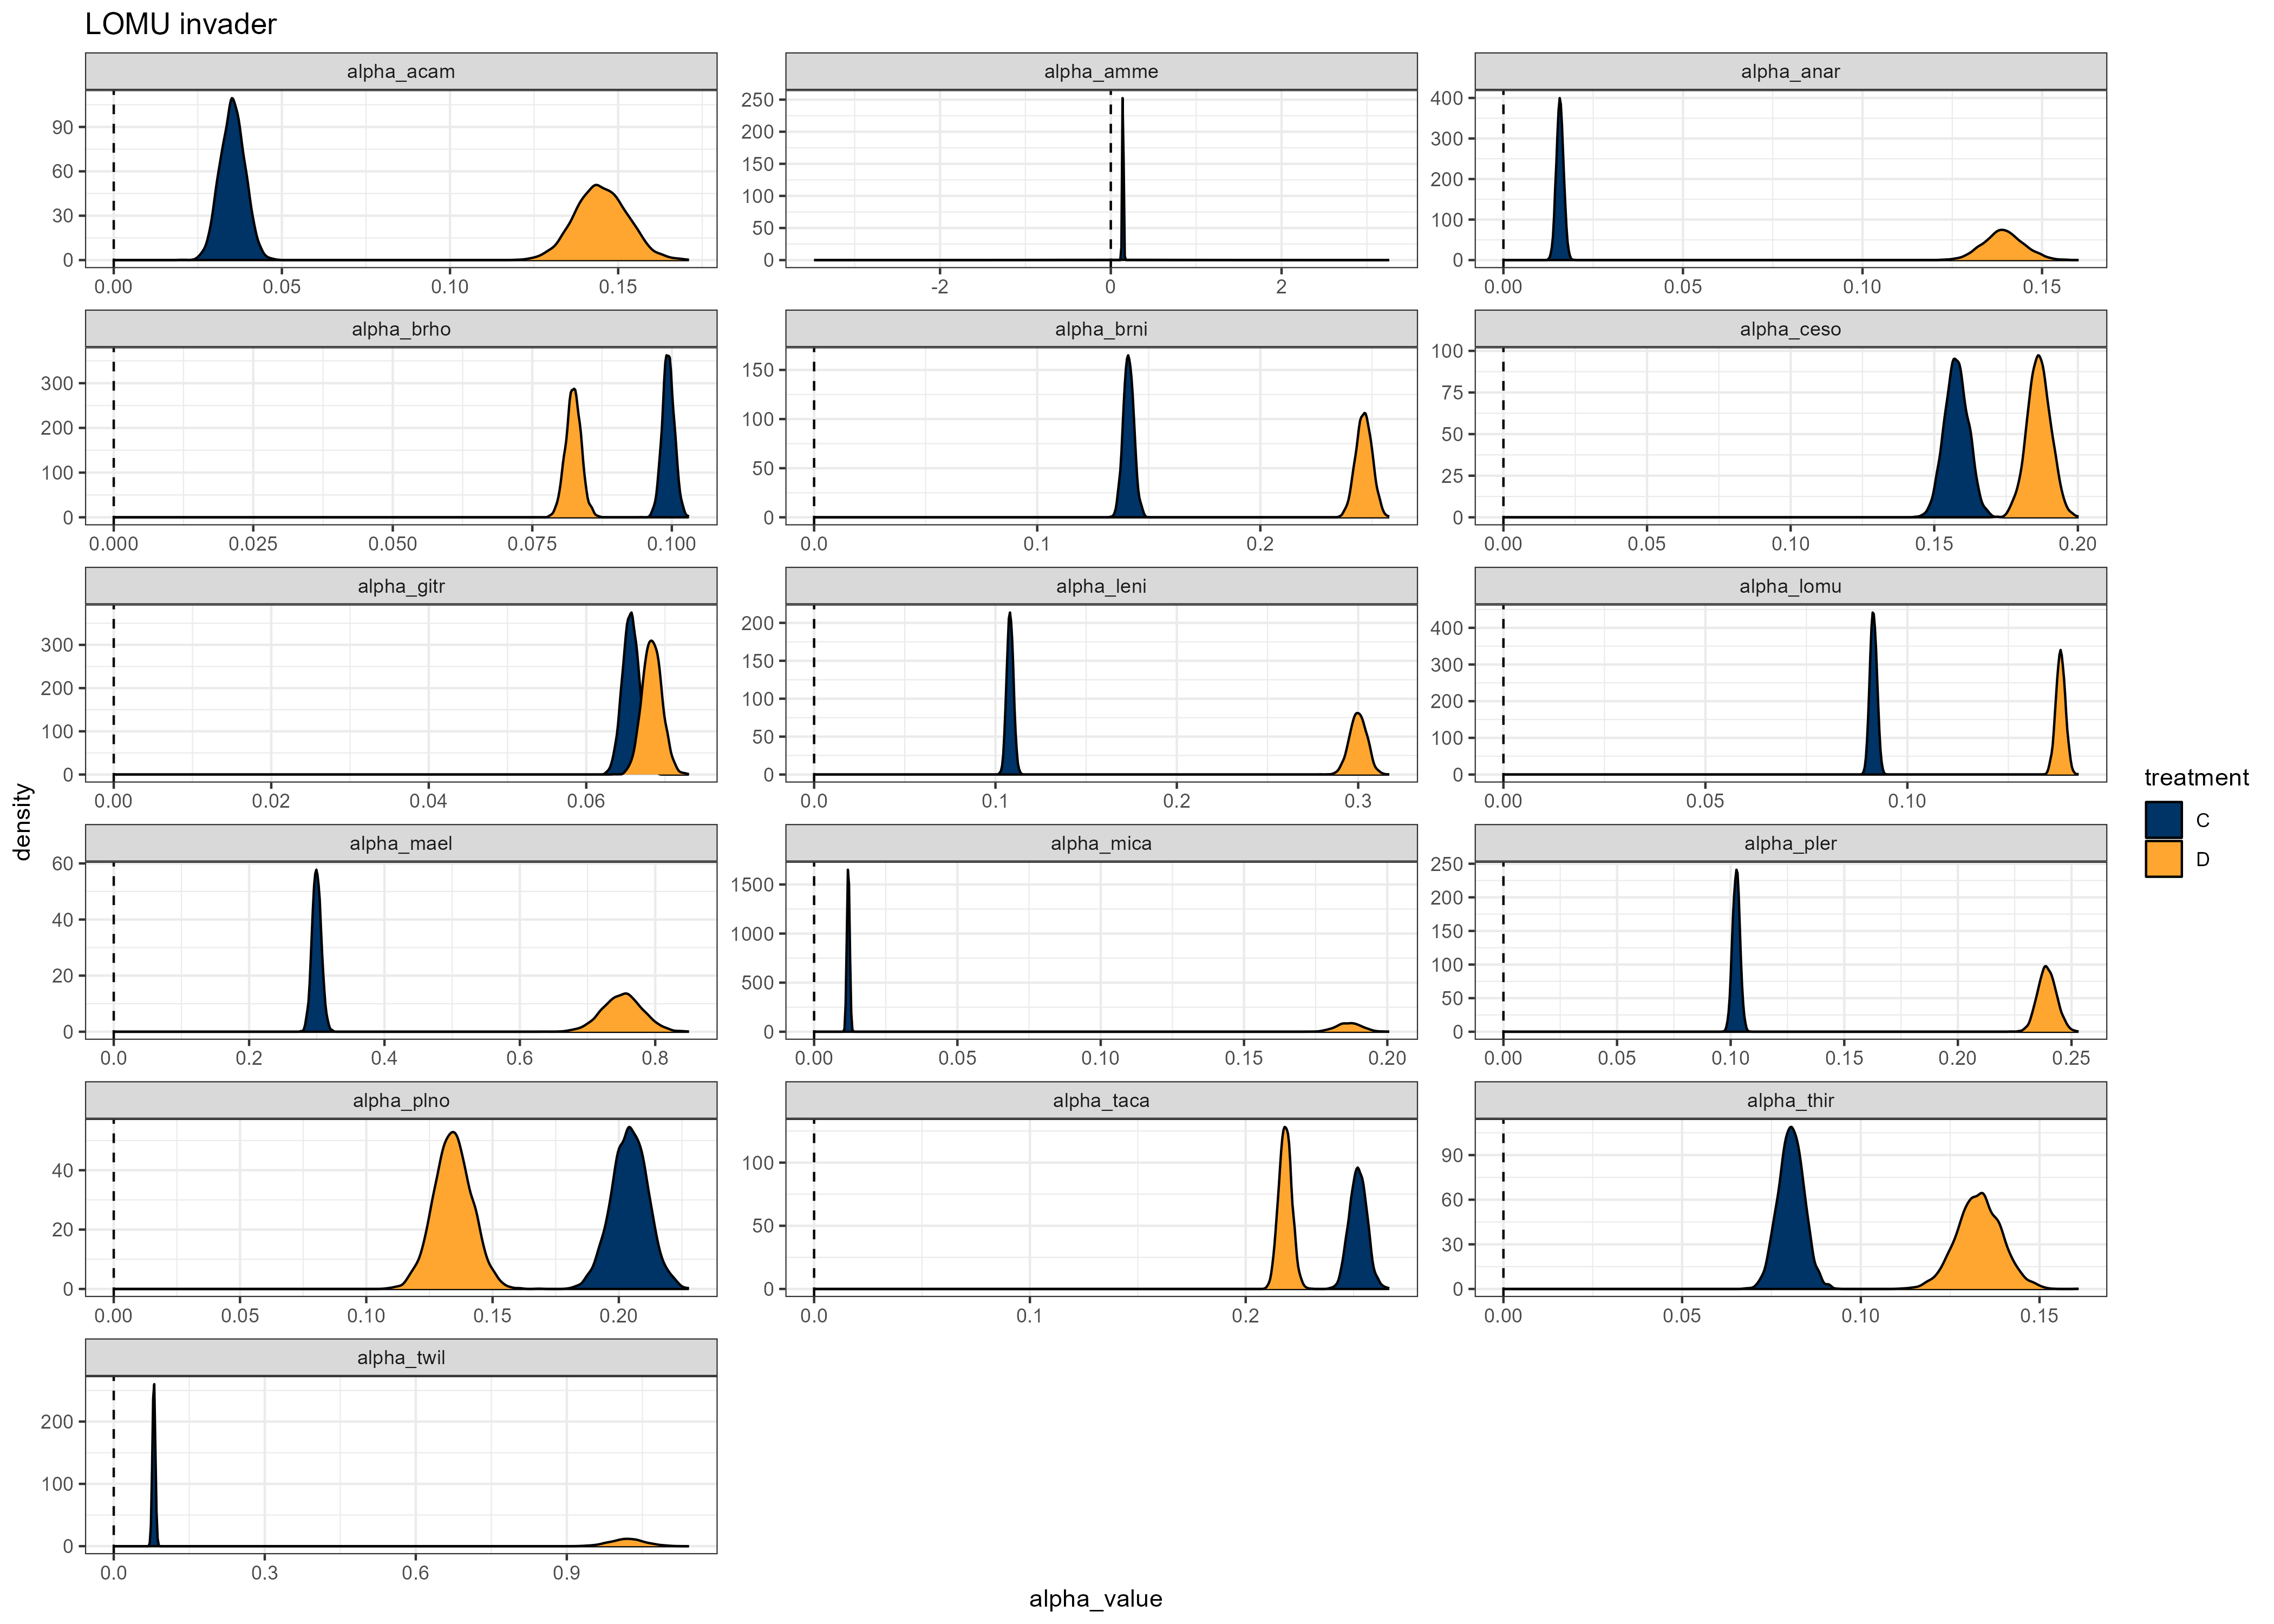 LOMU invader
alpha_acam alpha_amme alpha_anar
90 60 30 0
0.00 0.05 0.10 0.15
250 200 150 100 50 0
-2 0 2
400 300 200 100 0
0.00 0.05 0.10 0.15
alpha_brho alpha_brni alpha_ceso
300 200 100 0
0.000 0.025 0.050 0.075 0.100
150 100 50 0
0.0 0.1 0.2
100 75 50 25 0
0.00 0.05 0.10 0.15 0.20
alpha_gitr alpha_leni alpha_lomu
300 200 100 0
0.00 0.02 0.04 0.06
200 150 100 50 0
0.0 0.1 0.2 0.3
400 300 200 100 0
0.00 0.05 0.10
alpha_mael alpha_mica alpha_pler
60 40 20 0
0.0 0.2 0.4 0.6 0.8
1500 1000 500 0
0.00 0.05 0.10 0.15 0.20
250 200 150 100 50 0
0.00 0.05 0.10 0.15 0.20 0.25
alpha_plno alpha_taca alpha_thir
40 20 0
0.00 0.05 0.10 0.15 0.20
100 50 0
0.0 0.1 0.2
90 60 30 0
0.00 0.05 0.10 0.15
alpha_twil
200 100 0
0.0 0.3 0.6 0.9
density
alpha_value
treatment
C
D